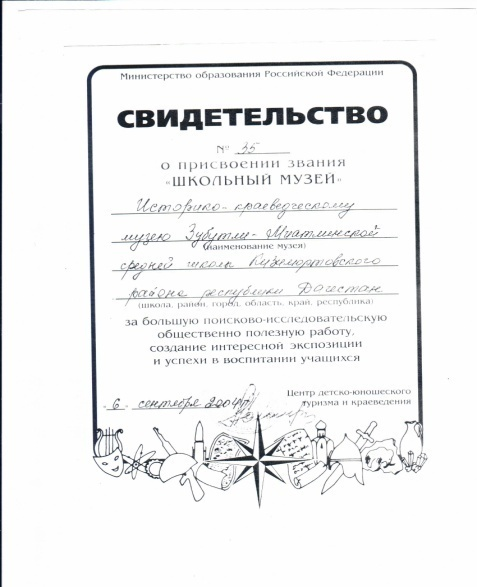 Министерство образования Российской Федерации
СВИДЕТЕЛЬСТВО
№ 35
о присвоении звания
«ШКОЛЬНЫЙ МУЗЕЙ»
Историко-краеведческому
музею Зубутли-Миатлинской
(наименование музея)
средней школы Кизилюртовского
района республики Дагестан
(школа, район, город, область, край, республика)
за большую поисково-исследовательскую
общественно полезную работу,
создание интересной экспозиции
и успехи в воспитании учащихся
Центр детско-юношеского
туризма и краеведения
6 сентября 2004г